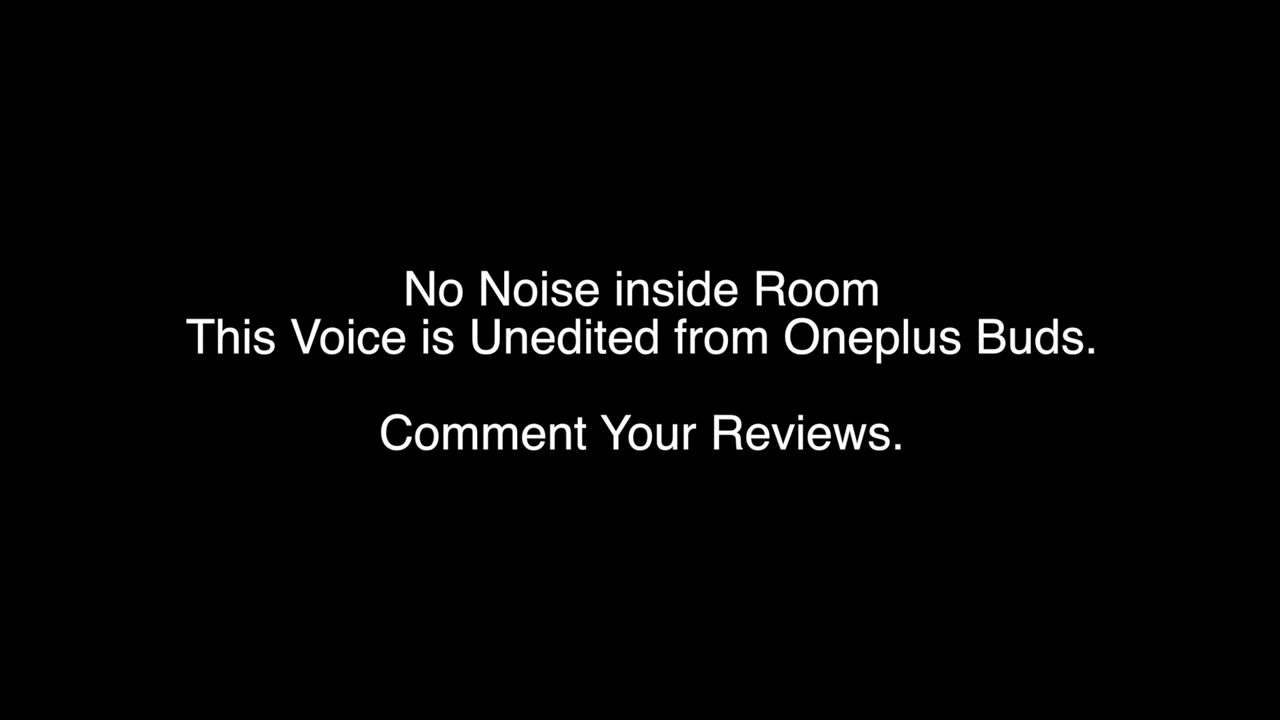 No Noise inside Room
This Voice is Unedited from Oneplus Buds.
Comment Your Reviews.